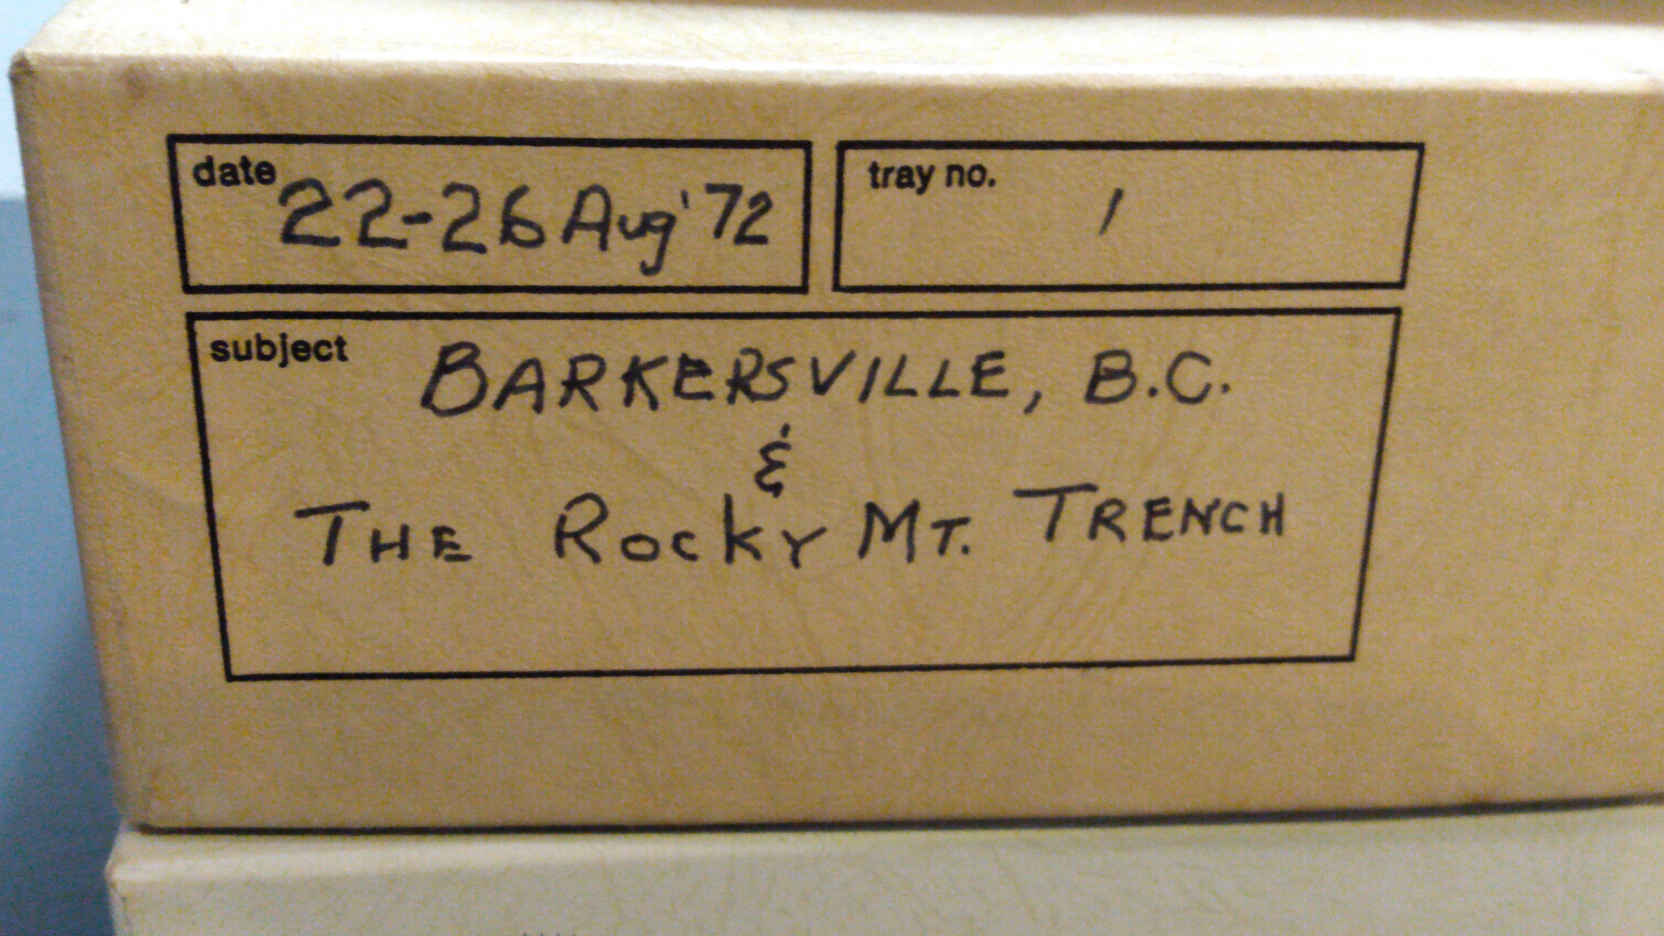 date 22-26 Aug '72
tray no. 1
subject BARKERSVILLE, B.C.
&
THE ROCKY MT. TRENCH